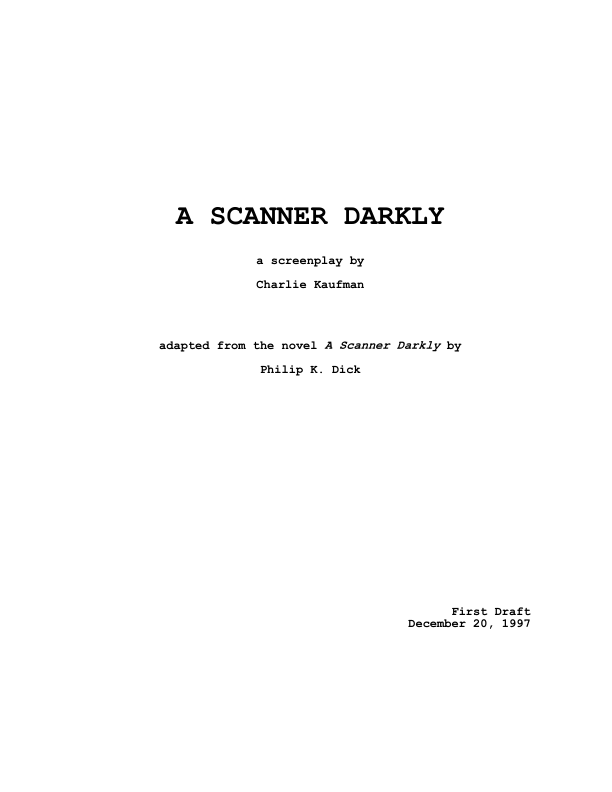 A SCANNER DARKLY
a screenplay by
Charlie Kaufman
adapted from the novel A Scanner Darkly by
Philip K. Dick
First Draft
December 20, 1997